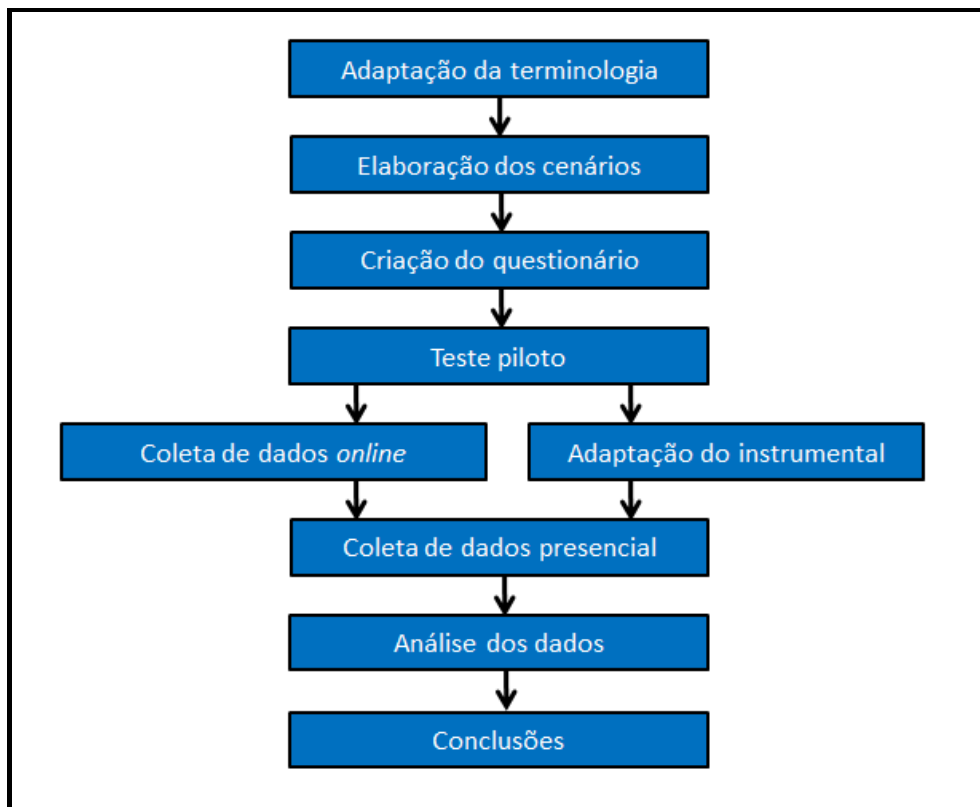 Adaptação da terminologia
Elaboração dos cenários
Criação do questionário
Teste piloto
Coleta de dados online
Adaptação do instrumental
Coleta de dados presencial
Análise dos dados
Conclusões